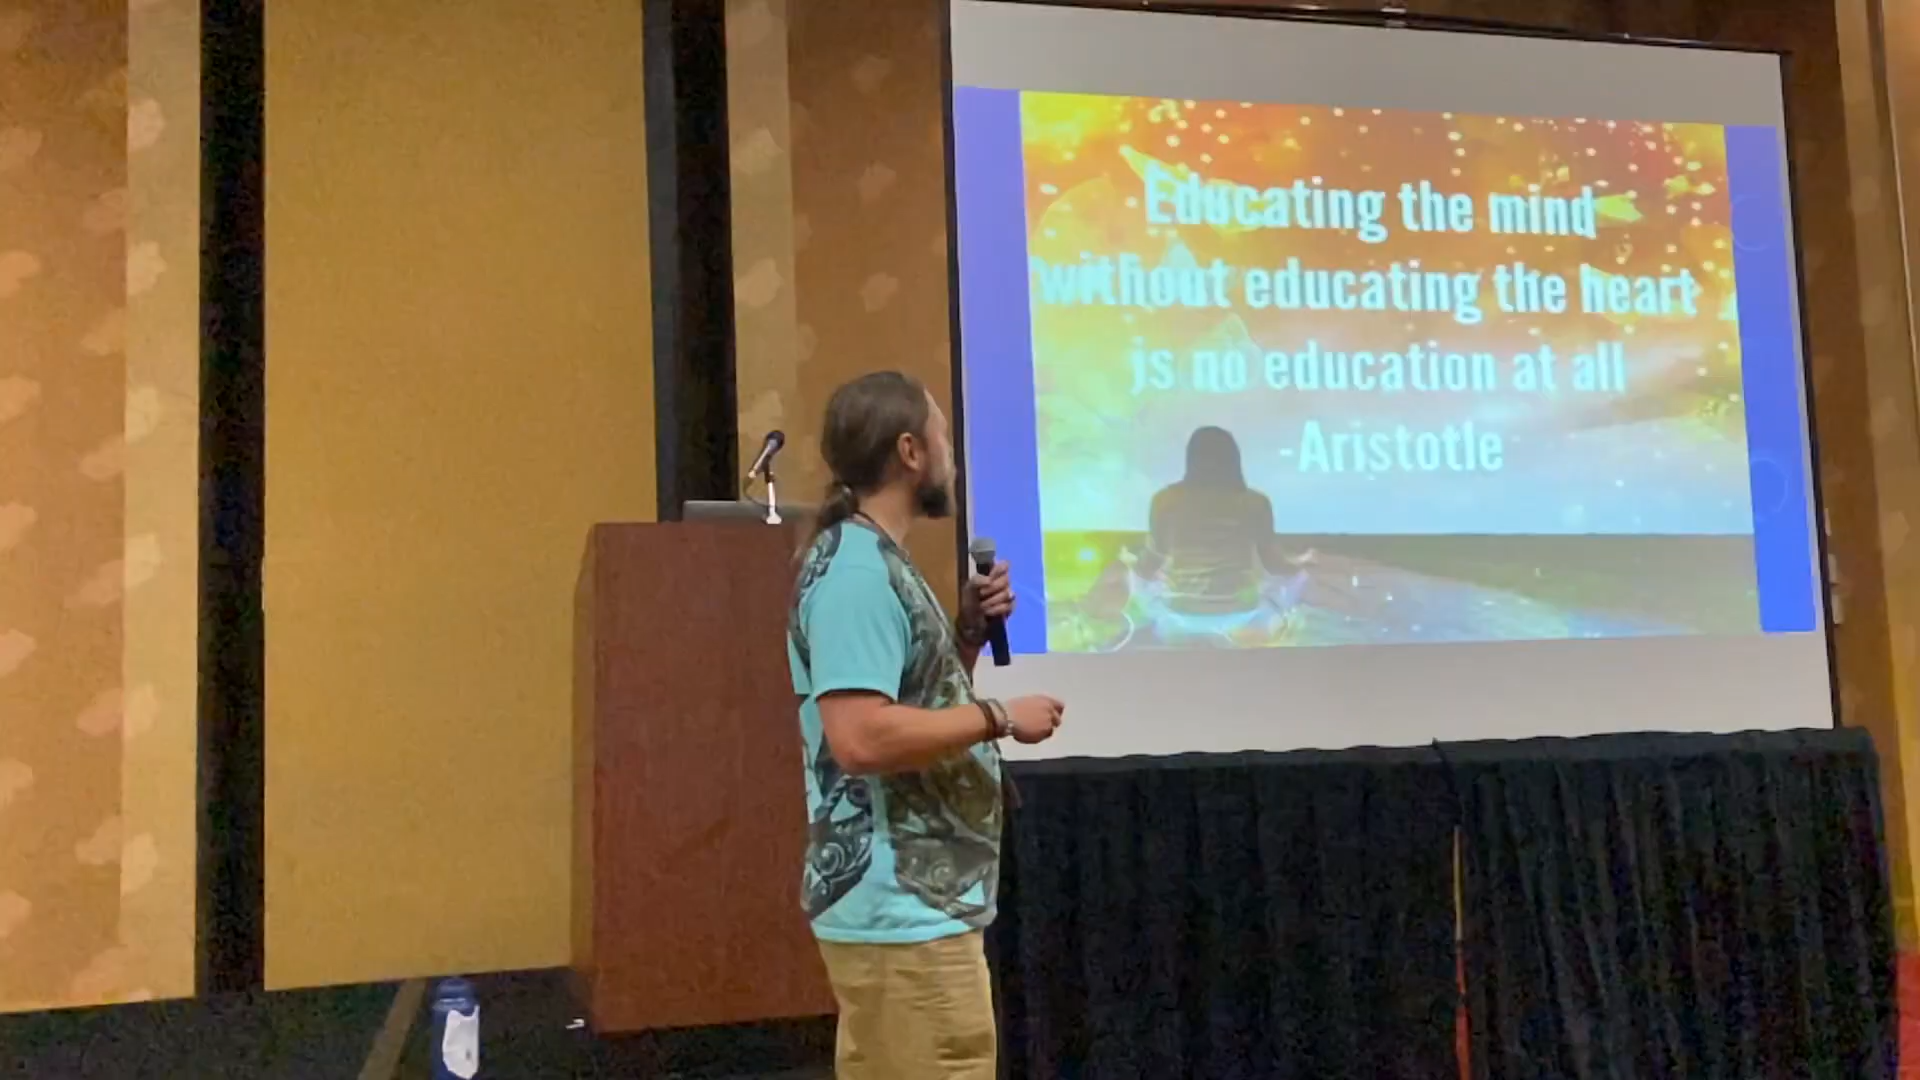 Educating the mind
without educating the heart
is no education at all
-Aristotle